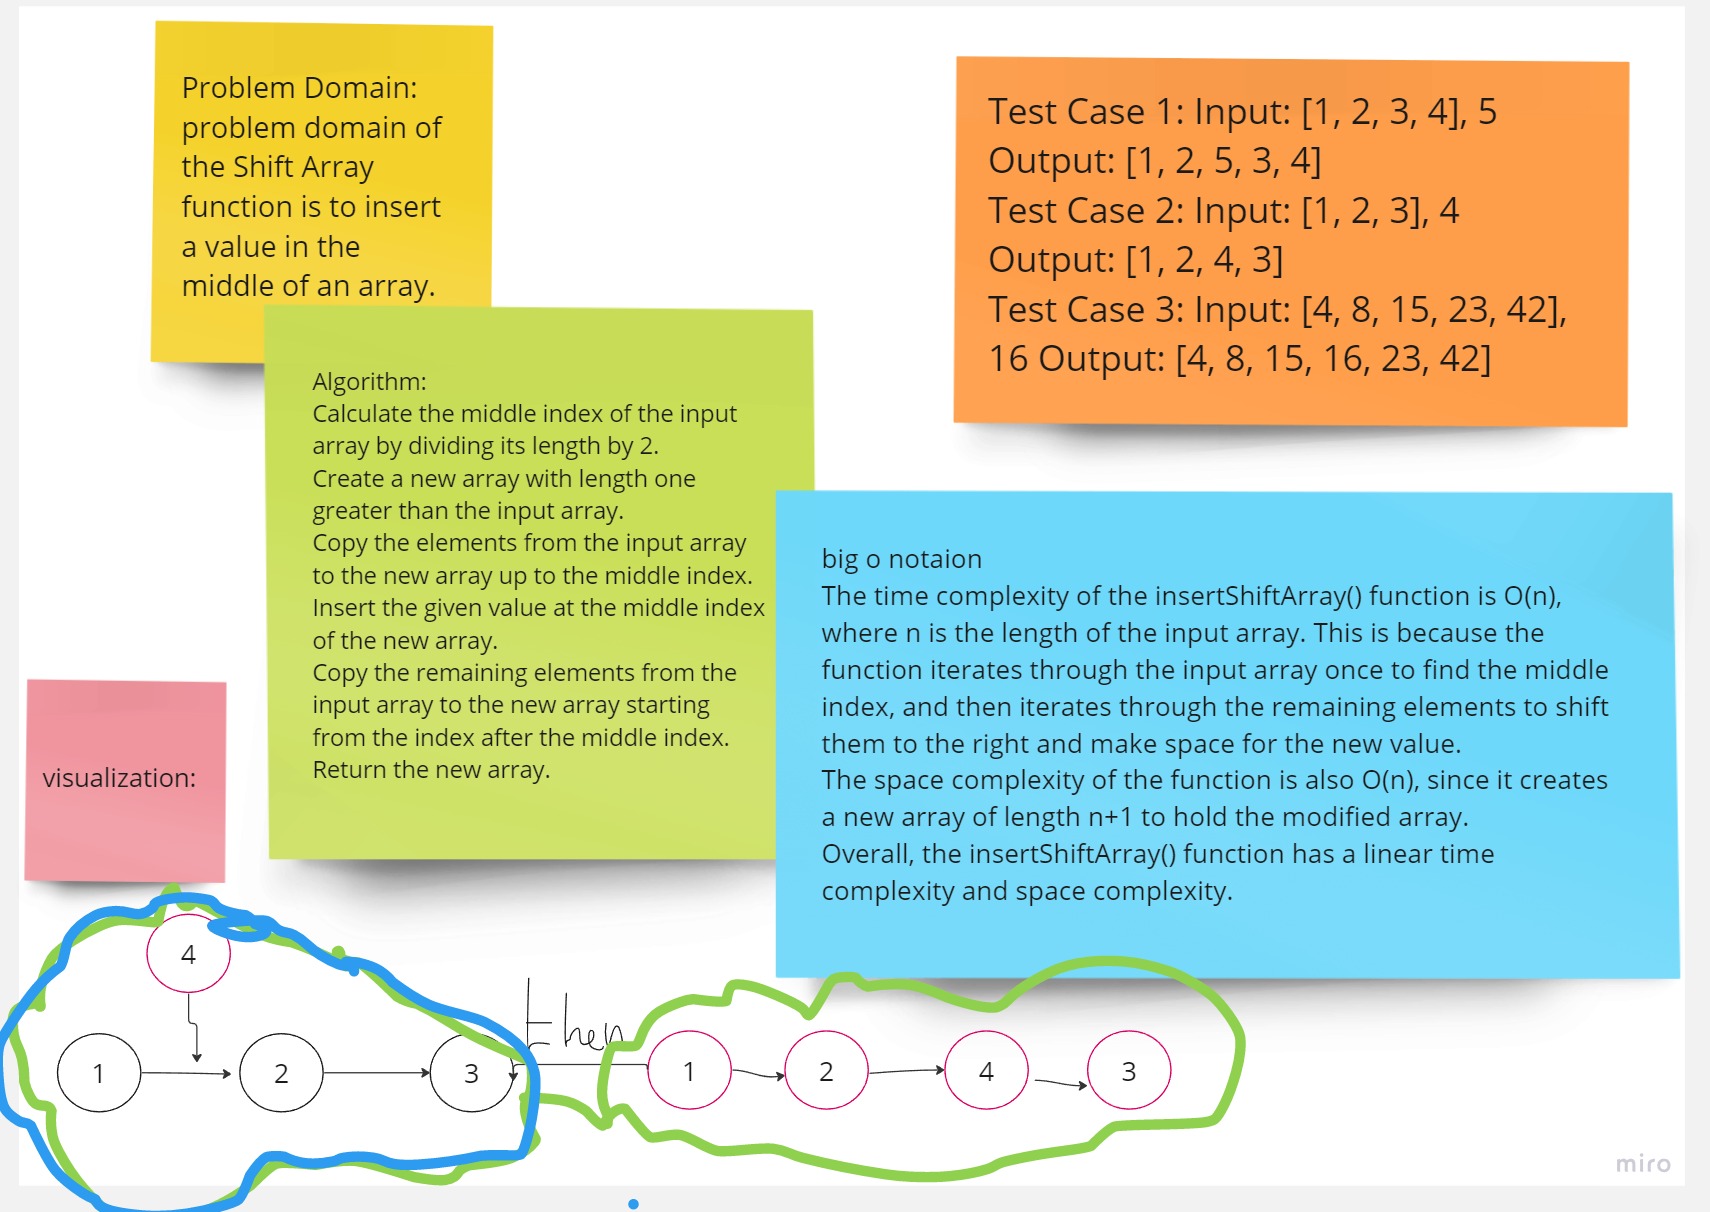 Problem Domain:
problem domain of
the Shift Array
function is to insert
a value in the
middle of an array.
Test Case 1: Input: [1, 2, 3, 4], 5
Output: [1, 2, 5, 3, 4]
Test Case 2: Input: [1, 2, 3], 4
Output: [1, 2, 4, 3]
Test Case 3: Input: [4, 8, 15, 23, 42],
16 Output: [4, 8, 15, 16, 23, 42]
Algorithm:
Calculate the middle index of the input
array by dividing its length by 2.
Create a new array with length one
greater than the input array.
Copy the elements from the input array
to the new array up to the middle index.
Insert the given value at the middle index
of the new array.
Copy the remaining elements from the
input array to the new array starting
from the index after the middle index.
Return the new array.
big o notaion
The time complexity of the insertShiftArray() function is O(n),
where n is the length of the input array. This is because the
function iterates through the input array once to find the middle
index, and then iterates through the remaining elements to shift
them to the right and make space for the new value.
The space complexity of the function is also O(n), since it creates
a new array of length n+1 to hold the modified array.
Overall, the insertShiftArray() function has a linear time
complexity and space complexity.
visualization:
4
1 2 3
then
1 2 4 3
miro